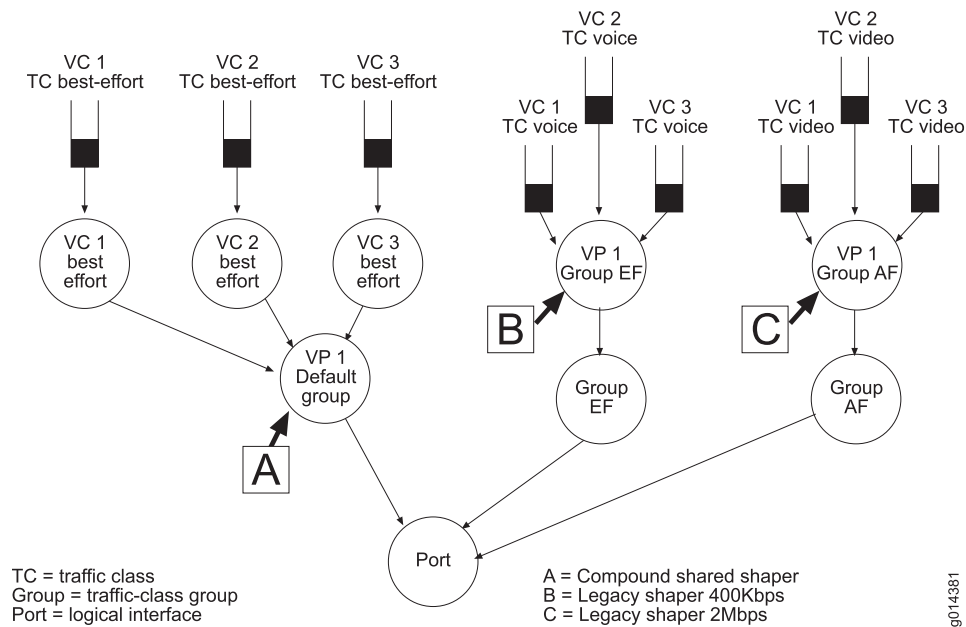 VC 1
TC best-effort
VC 2
TC best-effort
VC 3
TC best-effort
VC 2
TC voice
VC 1
TC voice
VC 3
TC voice
VC 2
TC video
VC 1
TC video
VC 3
TC video
VC 1
best
effort
VC 2
best
effort
VC 3
best
effort
VP 1
Group EF
VP 1
Group AF
B
C
VP 1
Default
group
Group
EF
Group
AF
A
Port
TC = traffic class
Group = traffic-class group
Port = logical interface
A = Compound shared shaper
B = Legacy shaper 400Kbps
C = Legacy shaper 2Mbps
g014381